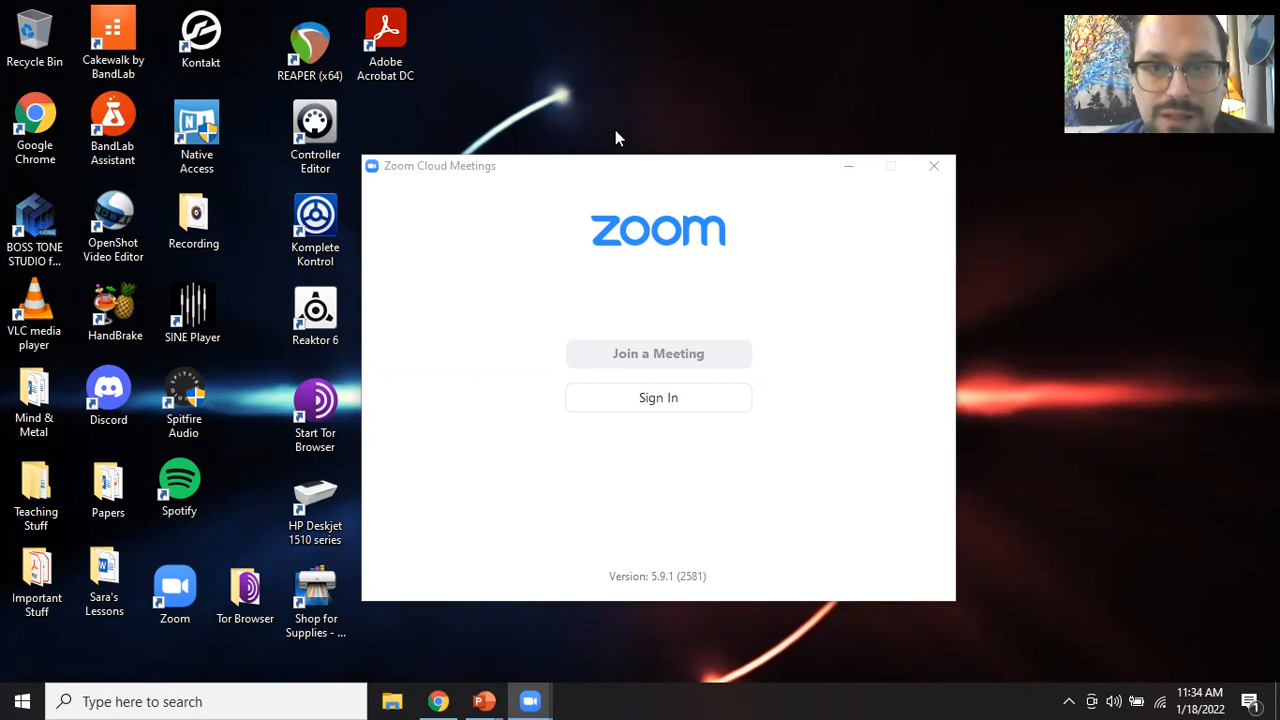 Recycle Bin
Cakewalk by
BandLab
Kontakt
REAPER (x64)
Adobe
Acrobat DC
Google
Chrome
BandLab
Assistant
Native
Access
Controller
Editor
BOSS TONE
STUDIO f...
OpenShot
Video Editor
Recording
Komplete
Kontrol
VLC media
player
HandBrake
SINE Player
Reaktor 6
Mind &
Metal
Discord
Spitfire
Audio
Start Tor
Browser
Teaching
Stuff
Papers
Spotify
HP Deskjet
1510 series
Important
Stuff
Sara's
Lessons
Zoom
Tor Browser
Shop for
Supplies - ...
Zoom Cloud Meetings
zoom
Join a Meeting
Sign In
Version: 5.9.1 (2581)
Type here to search
11:34 AM
1/18/2022
1